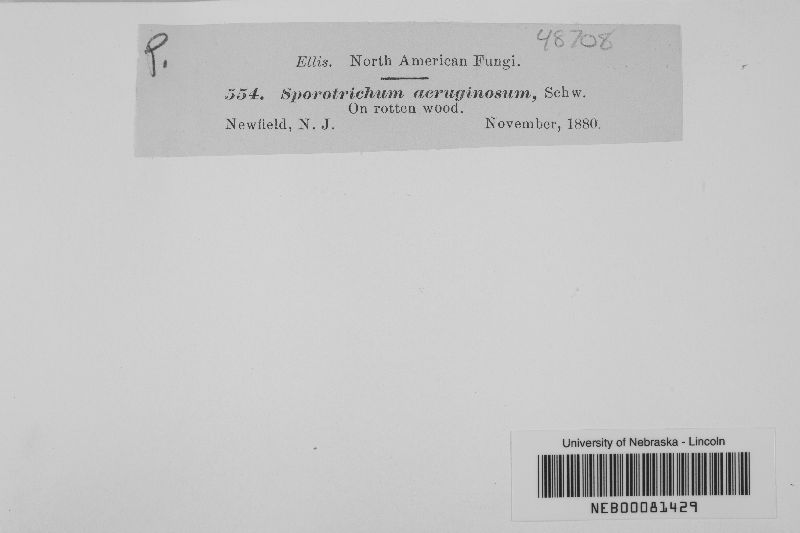 P.
48708
Ellis. North American Fungi.
554. Sporotrichum aeruginosum, Schw.
On rotten wood.
Newfield, N. J. November, 1880.
University of Nebraska - Lincoln
NEB00081429